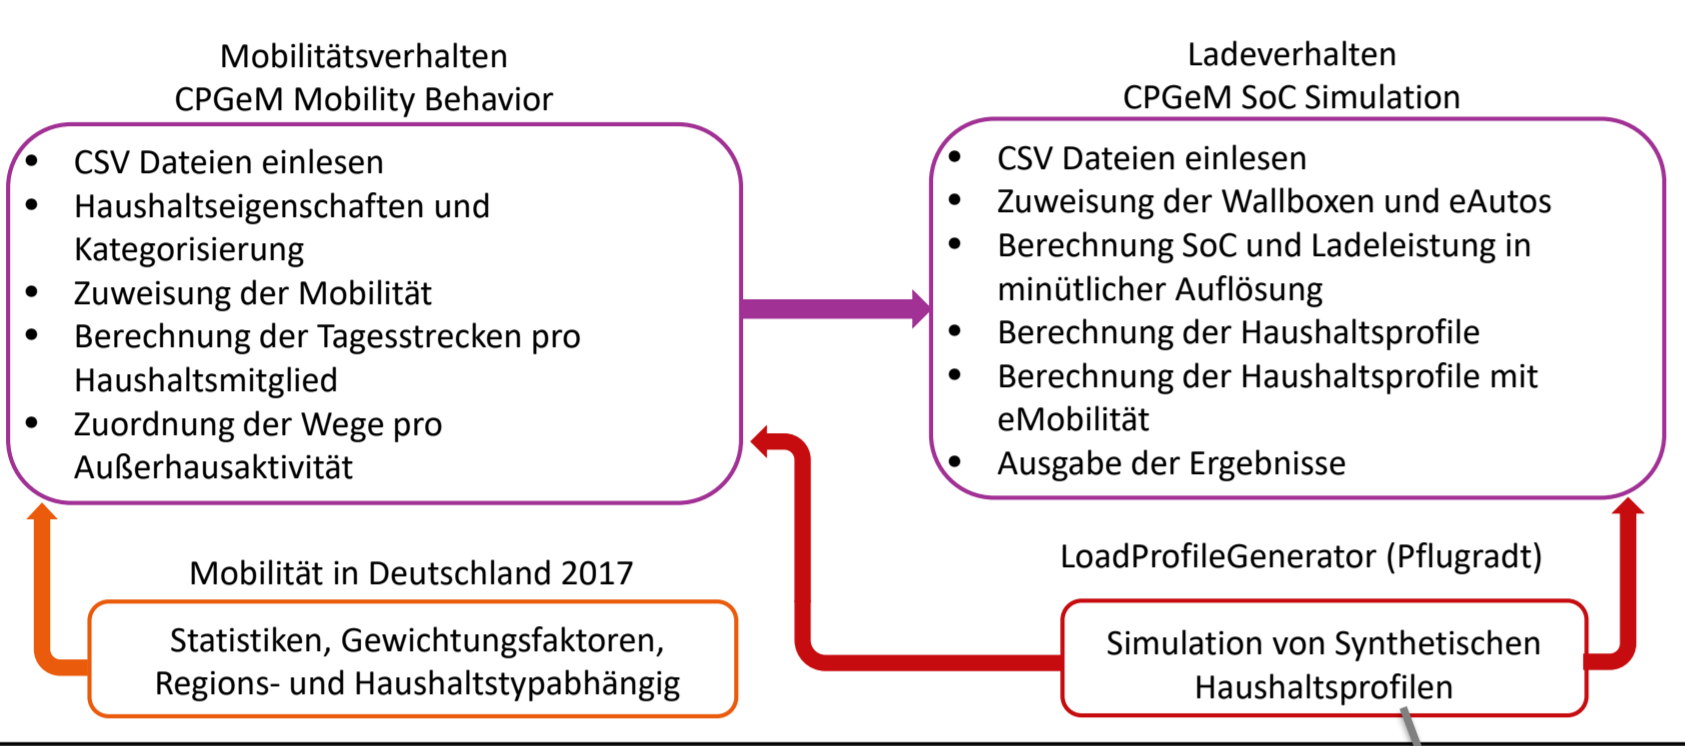 Mobilitätsverhalten
CPGeM Mobility Behavior
• CSV Dateien einlesen
• Haushaltseigenschaften und
Kategorisierung
• Zuweisung der Mobilität
• Berechnung der Tagesstrecken pro
Haushaltsmitglied
• Zuordnung der Wege pro
Außerhausaktivität
Ladeverhalten
CPGeM SoC Simulation
• CSV Dateien einlesen
• Zuweisung der Wallboxen und eAutos
• Berechnung SoC und Ladeleistung in
minütlicher Auflösung
• Berechnung der Haushaltsprofile
• Berechnung der Haushaltsprofile mit
eMobilität
• Ausgabe der Ergebnisse
Mobilität in Deutschland 2017
Statistiken, Gewichtungsfaktoren,
Regions- und Haushaltstypabhängig
LoadProfileGenerator (Pflugradt)
Simulation von Synthetischen
Haushaltsprofilen